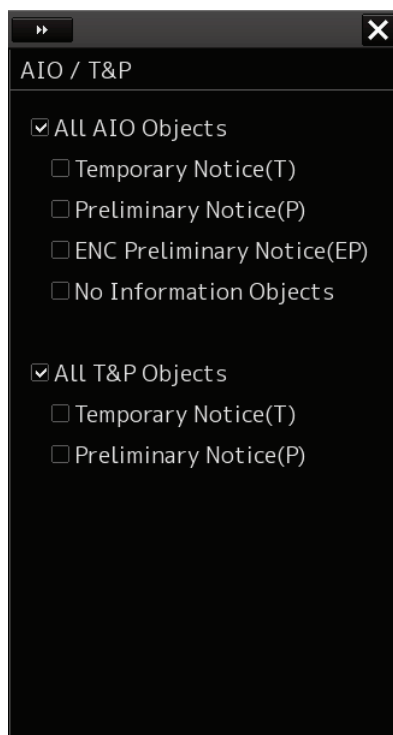 AIO / T&P
All AIO Objects
Temporary Notice(T)
Preliminary Notice(P)
ENC Preliminary Notice(EP)
No Information Objects
All T&P Objects
Temporary Notice(T)
Preliminary Notice(P)